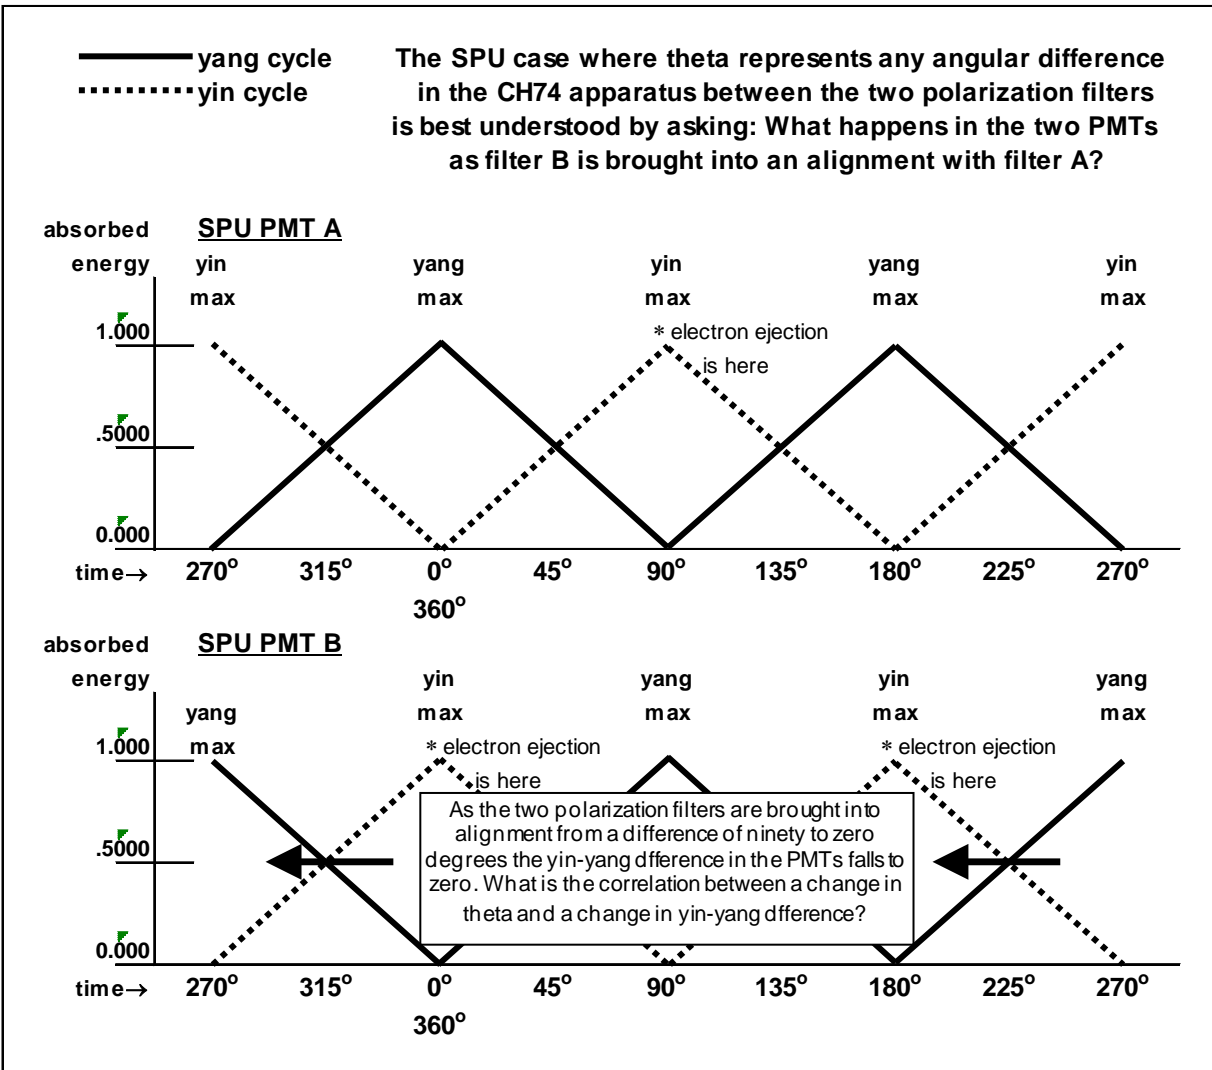 yang cycle
yin cycle
The SPU case where theta represents any angular difference
in the CH74 apparatus between the two polarization filters
is best understood by asking: What happens in the two PMTs
as filter B is brought into an alignment with filter A?
absorbed
energy
SPU PMT A
yin
max
yang
max
yin
max
yang
max
yin
max
* electron ejection
is here
1.000
.5000
0.000
time→ 270° 315° 0° 45° 90° 135° 180° 225° 270°
360°
absorbed
energy
SPU PMT B
yang
max
yin
max
yang
max
yin
max
yang
max
* electron ejection
is here
* electron ejection
is here
1.000
.5000
0.000
As the two polarization filters are brought into
alignment from a difference of ninety to zero
degrees the yin-yang dfference in the PMTs falls to
zero. What is the correlation between a change in
theta and a change in yin-yang dfference?
time→ 270° 315° 0° 45° 90° 135° 180° 225° 270°
360°